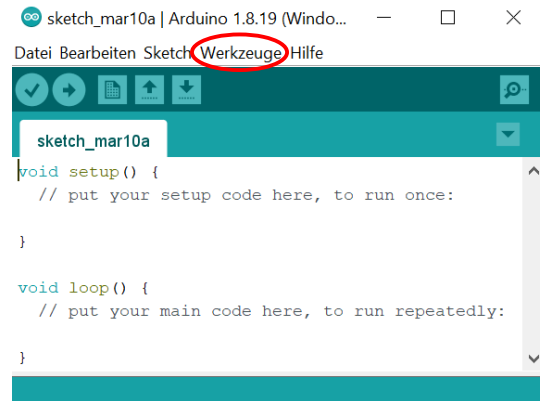 sketch_mar10a | Arduino 1.8.19 (Windo...
Datei Bearbeiten Sketch Werkzeuge Hilfe
sketch_mar10a
void setup() {
  // put your setup code here, to run once:
}
void loop() {
  // put your main code here, to run repeatedly:
}